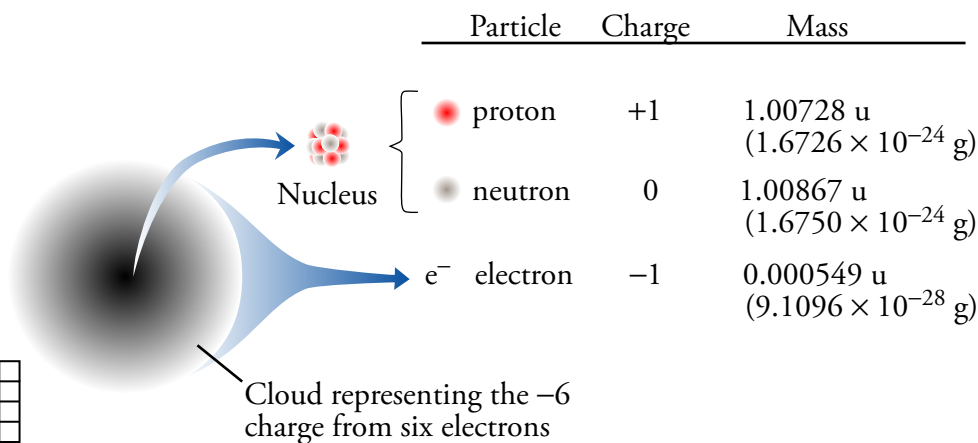 Particle Charge Mass
proton +1 1.00728 u
(1.6726 × 10⁻²⁴ g)
Nucleus
neutron 0 1.00867 u
(1.6750 × 10⁻²⁴ g)
e⁻ electron −1 0.000549 u
(9.1096 × 10⁻²⁸ g)
Cloud representing the −6
charge from six electrons